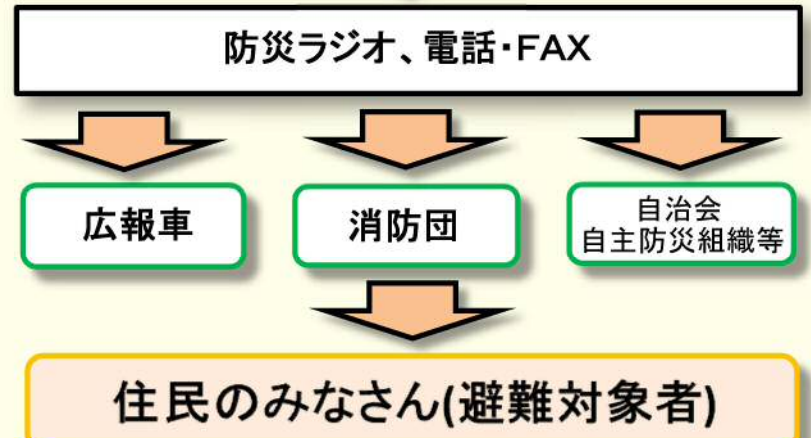 防災ラジオ、電話・FAX
広報車
消防団
自治会
自主防災組織等
住民のみなさん(避難対象者)